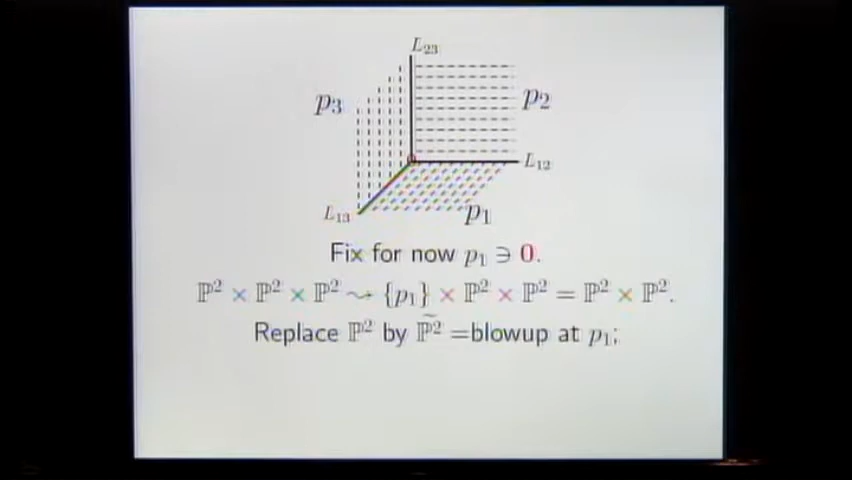 L₂₃
p₃
p₂
L₁₂
L₁₃
p₁
Fix for now p₁ ∋ 0.
ℙ² × ℙ² × ℙ² ⇝ {p₁} × ℙ² × ℙ² = ℙ² × ℙ².
Replace ℙ² by ℙ̃² =blowup at p₁;